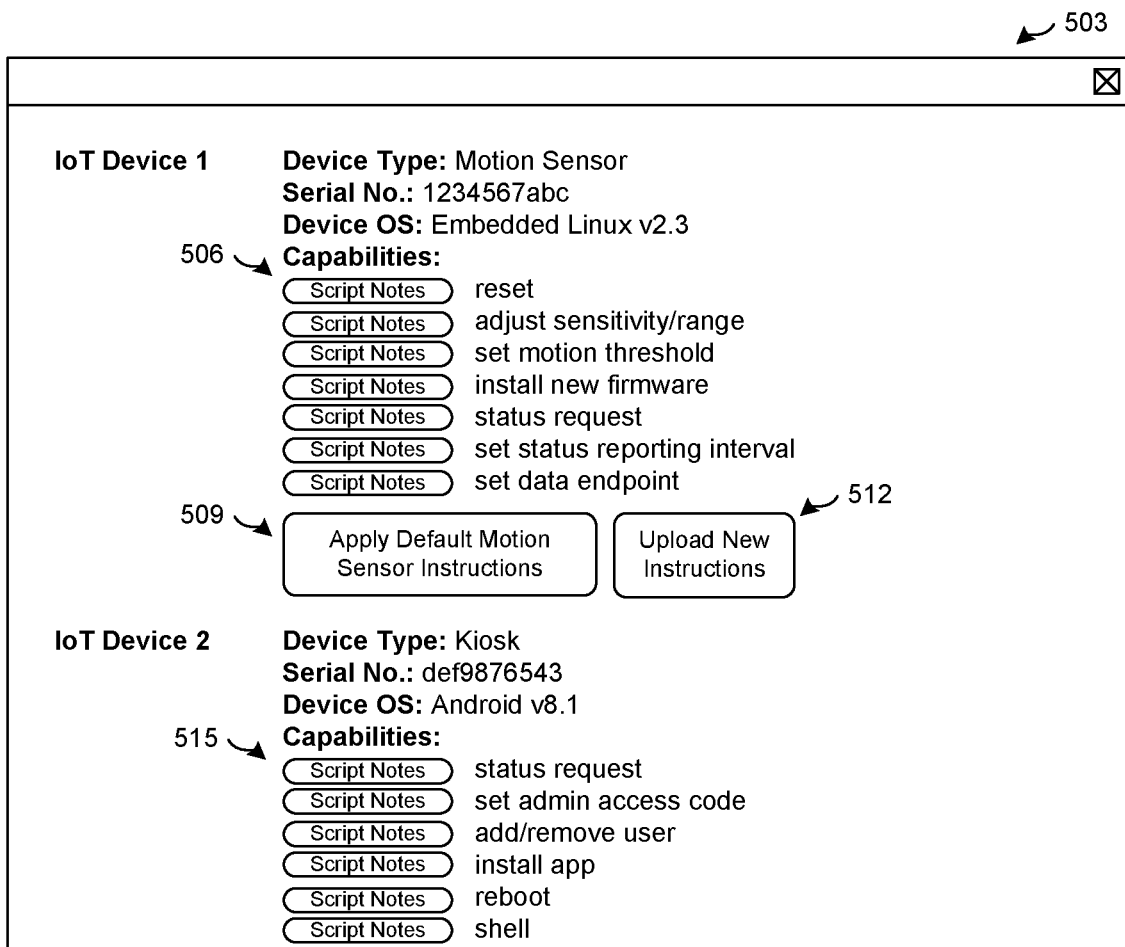 503
IoT Device 1 Device Type: Motion Sensor
Serial No.: 1234567abc
Device OS: Embedded Linux v2.3
506 Capabilities:
Script Notes reset
Script Notes adjust sensitivity/range
Script Notes set motion threshold
Script Notes install new firmware
Script Notes status request
Script Notes set status reporting interval
Script Notes set data endpoint
509 512
Apply Default Motion Upload New
Sensor Instructions Instructions
IoT Device 2 Device Type: Kiosk
Serial No.: def9876543
Device OS: Android v8.1
515 Capabilities:
Script Notes status request
Script Notes set admin access code
Script Notes add/remove user
Script Notes install app
Script Notes reboot
Script Notes shell